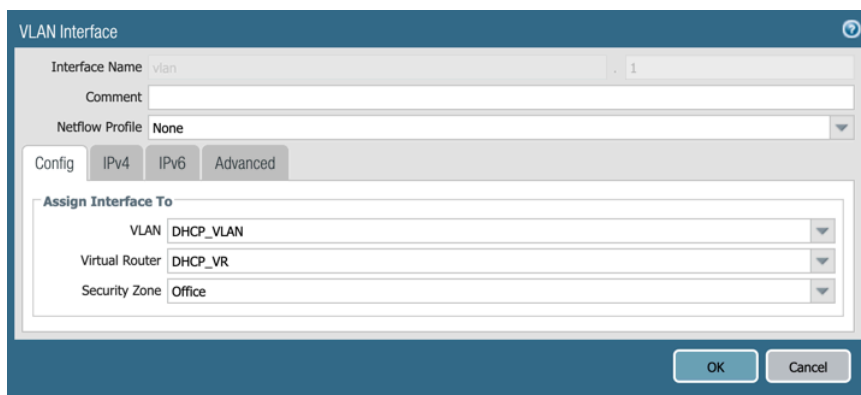 VLAN Interface
Interface Name vlan . 1
Comment
Netflow Profile None
Config IPv4 IPv6 Advanced
Assign Interface To
VLAN DHCP_VLAN
Virtual Router DHCP_VR
Security Zone Office
OK Cancel